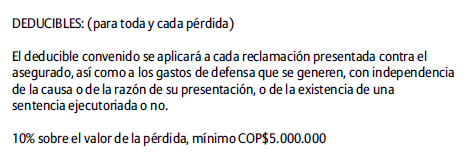 DEDUCIBLES: (para toda y cada pérdida)
El deducible convenido se aplicará a cada reclamación presentada contra el
asegurado, así como a los gastos de defensa que se generen, con independencia
de la causa o de la razón de su presentación, o de la existencia de una
sentencia ejecutoriada o no.
10% sobre el valor de la pérdida, mínimo COP$5.000.000